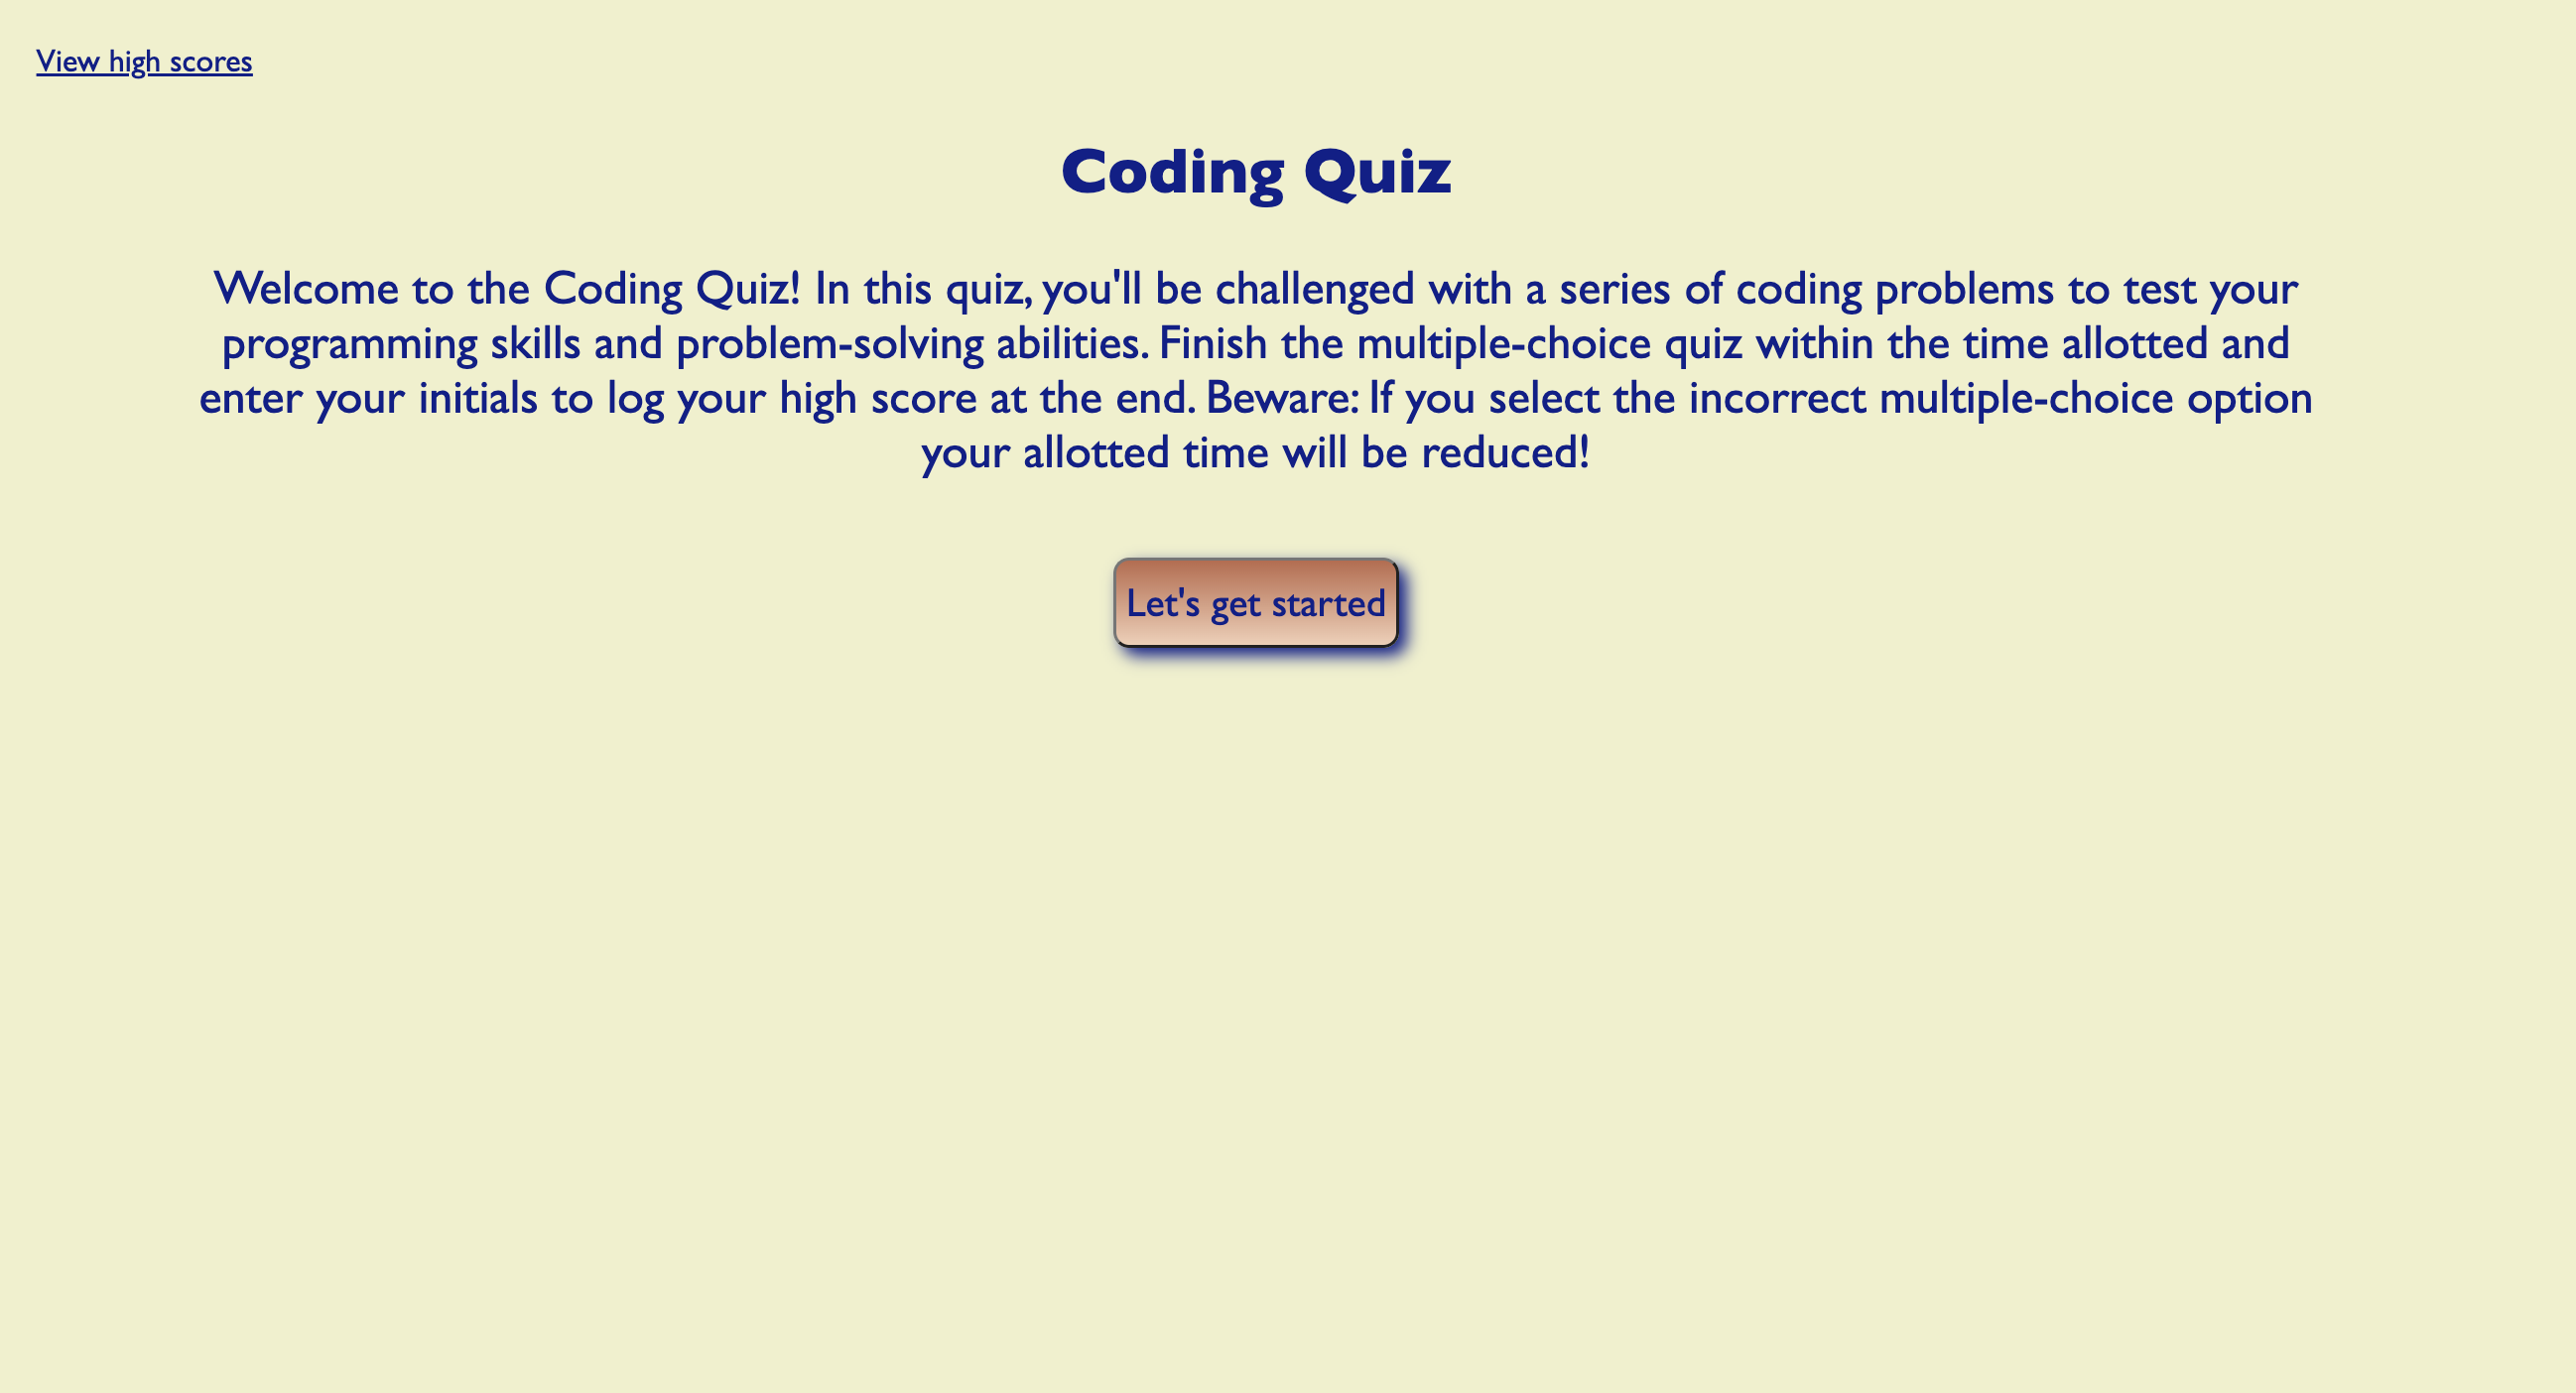 View high scores
Coding Quiz
Welcome to the Coding Quiz! In this quiz, you'll be challenged with a series of coding problems to test your
programming skills and problem-solving abilities. Finish the multiple-choice quiz within the time allotted and
enter your initials to log your high score at the end. Beware: If you select the incorrect multiple-choice option
your allotted time will be reduced!
Let's get started